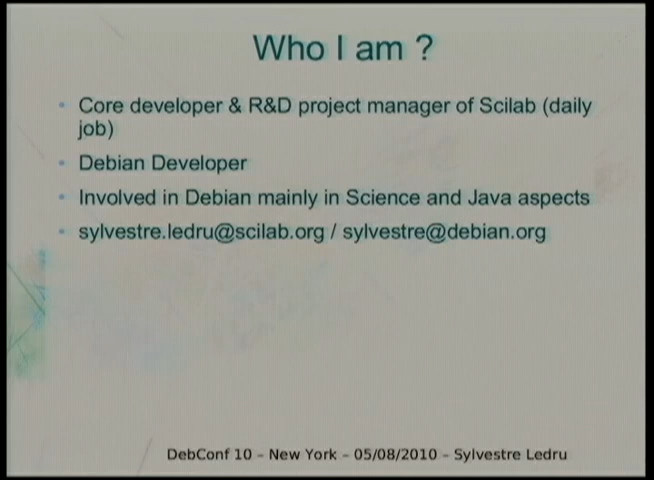 Who I am ?
• Core developer & R&D project manager of Scilab (daily
job)
• Debian Developer
• Involved in Debian mainly in Science and Java aspects
• sylvestre.ledru@scilab.org / sylvestre@debian.org
DebConf 10 – New York – 05/08/2010 – Sylvestre Ledru